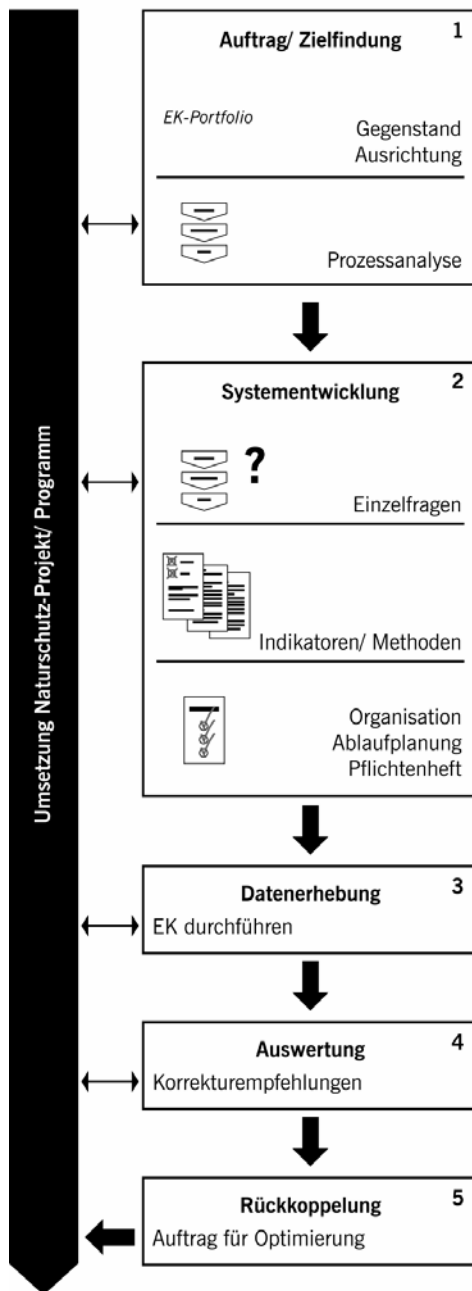 Umsetzung Naturschutz-Projekt/ Programm
Auftrag/ Zielfindung
1
EK-Portfolio
Gegenstand
Ausrichtung
Prozessanalyse
Systementwicklung
2
?
Einzelfragen
Indikatoren/ Methoden
Organisation
Ablaufplanung
Pflichtenheft
Datenerhebung
3
EK durchführen
Auswertung
4
Korrekturempfehlungen
Rückkoppelung
5
Auftrag für Optimierung